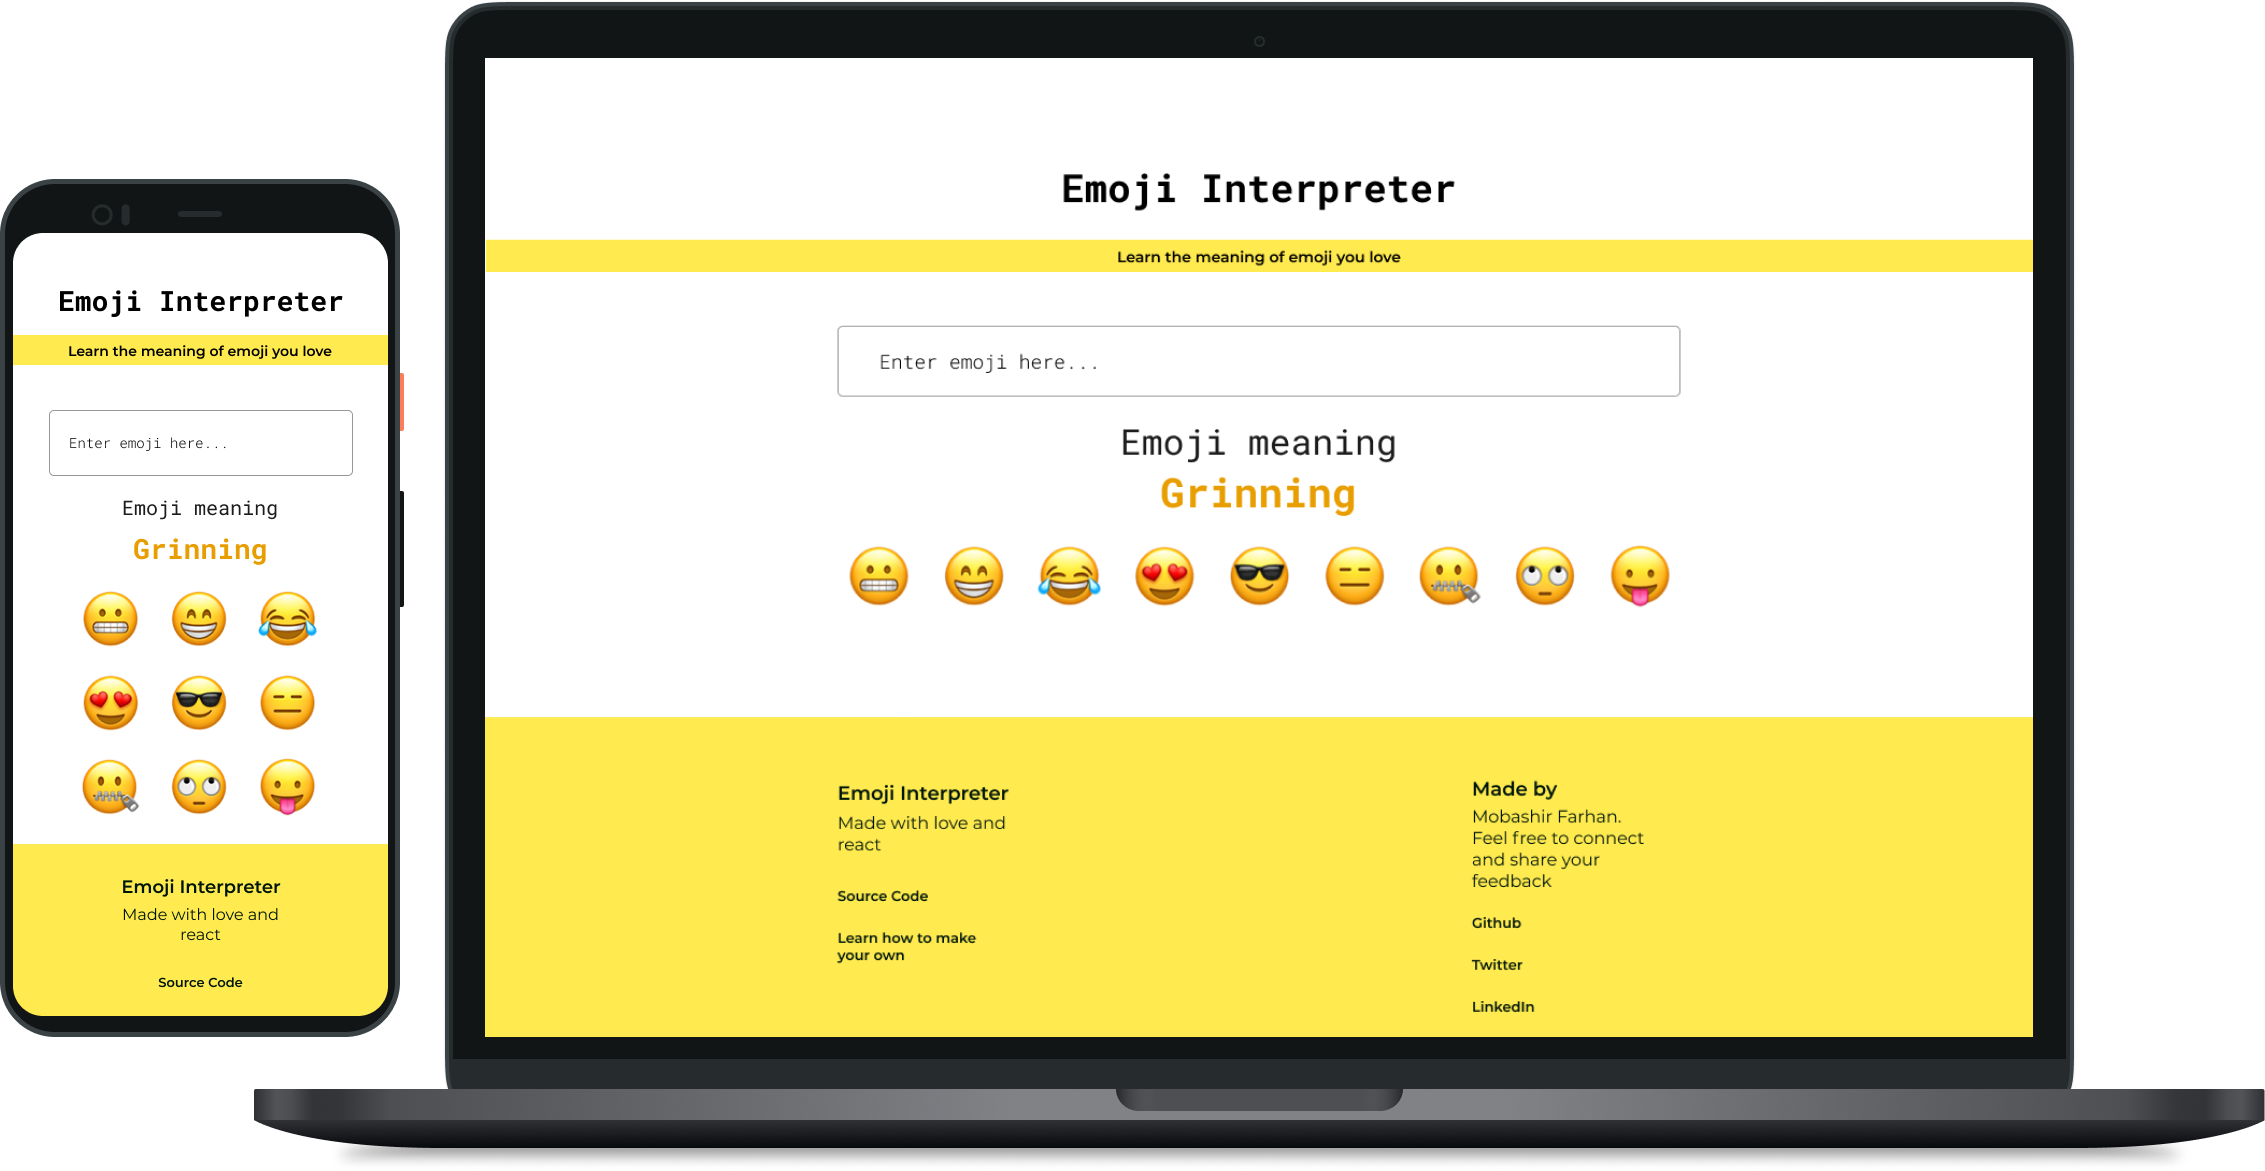 Emoji Interpreter
Learn the meaning of emoji you love
Enter emoji here...
Emoji meaning
Grinning
Emoji Interpreter
Made with love and
react
Source Code
Emoji Interpreter
Learn the meaning of emoji you love
Enter emoji here...
Emoji meaning
Grinning
Emoji Interpreter
Made with love and
react
Source Code
Learn how to make
your own
Made by
Mobashir Farhan.
Feel free to connect
and share your
feedback
Github
Twitter
LinkedIn